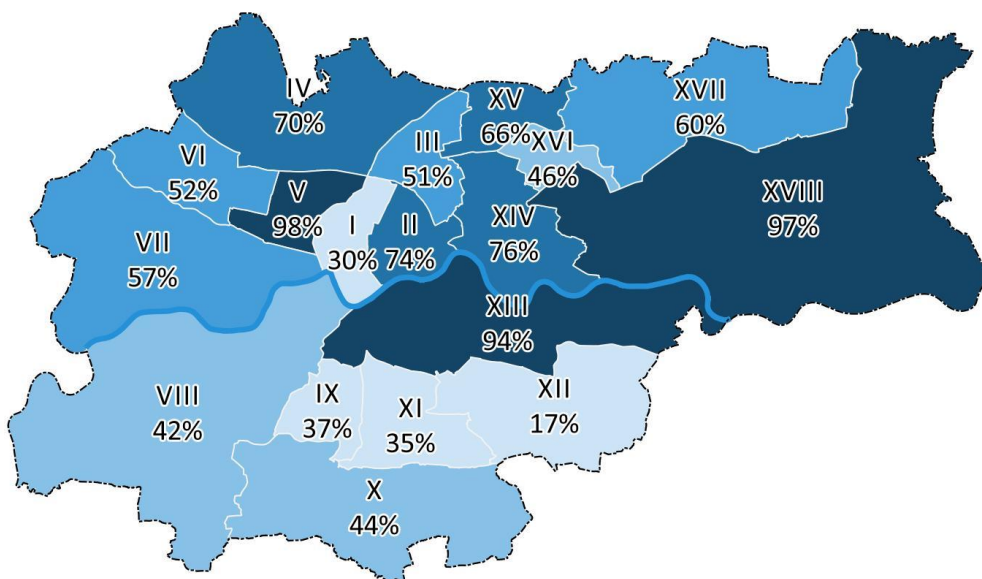 IV
70%
XV
66%
XVII
60%
III
51%
XVI
46%
VI
52%
V
98%
XVIII
97%
I
30%
II
74%
XIV
76%
VII
57%
XIII
94%
VIII
42%
IX
37%
XI
35%
XII
17%
X
44%